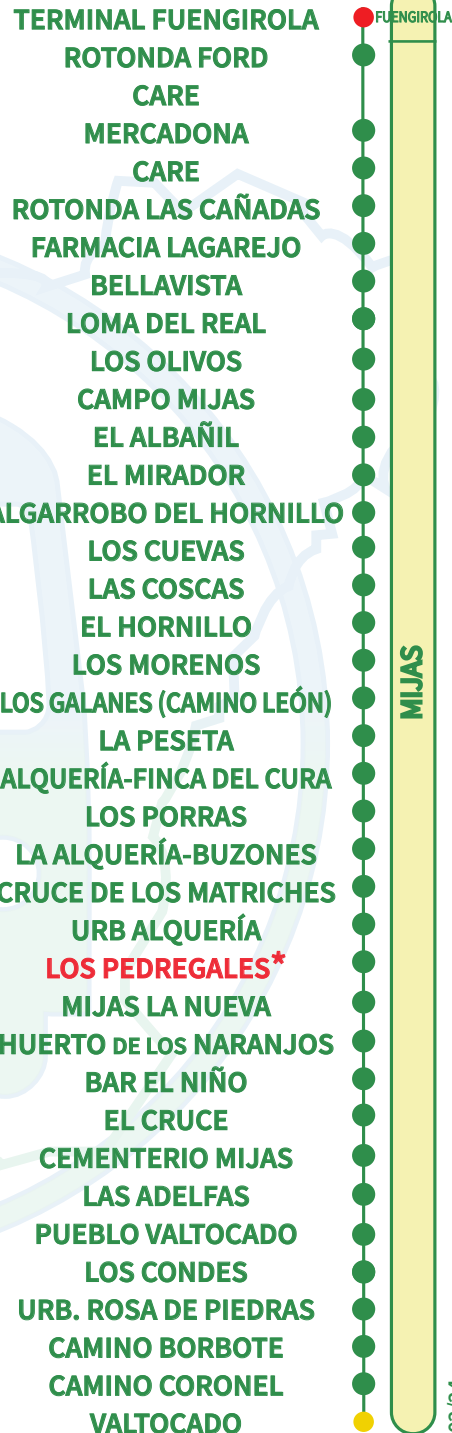 TERMINAL FUENGIROLA
FUENGIROLA
ROTONDA FORD
CARE
MERCADONA
CARE
ROTONDA LAS CAÑADAS
FARMACIA LAGAREJO
BELLAVISTA
LOMA DEL REAL
LOS OLIVOS
CAMPO MIJAS
EL ALBAÑIL
EL MIRADOR
ALGARROBO DEL HORNILLO
LOS CUEVAS
LAS COSCAS
EL HORNILLO
LOS MORENOS
MIJAS
LOS GALANES (CAMINO LEÓN)
LA PESETA
ALQUERÍA-FINCA DEL CURA
LOS PORRAS
LA ALQUERÍA-BUZONES
CRUCE DE LOS MATRICHES
URB ALQUERÍA
LOS PEDREGALES*
MIJAS LA NUEVA
HUERTO DE LOS NARANJOS
BAR EL NIÑO
EL CRUCE
CEMENTERIO MIJAS
LAS ADELFAS
PUEBLO VALTOCADO
LOS CONDES
URB. ROSA DE PIEDRAS
CAMINO BORBOTE
CAMINO CORONEL
VALTOCADO